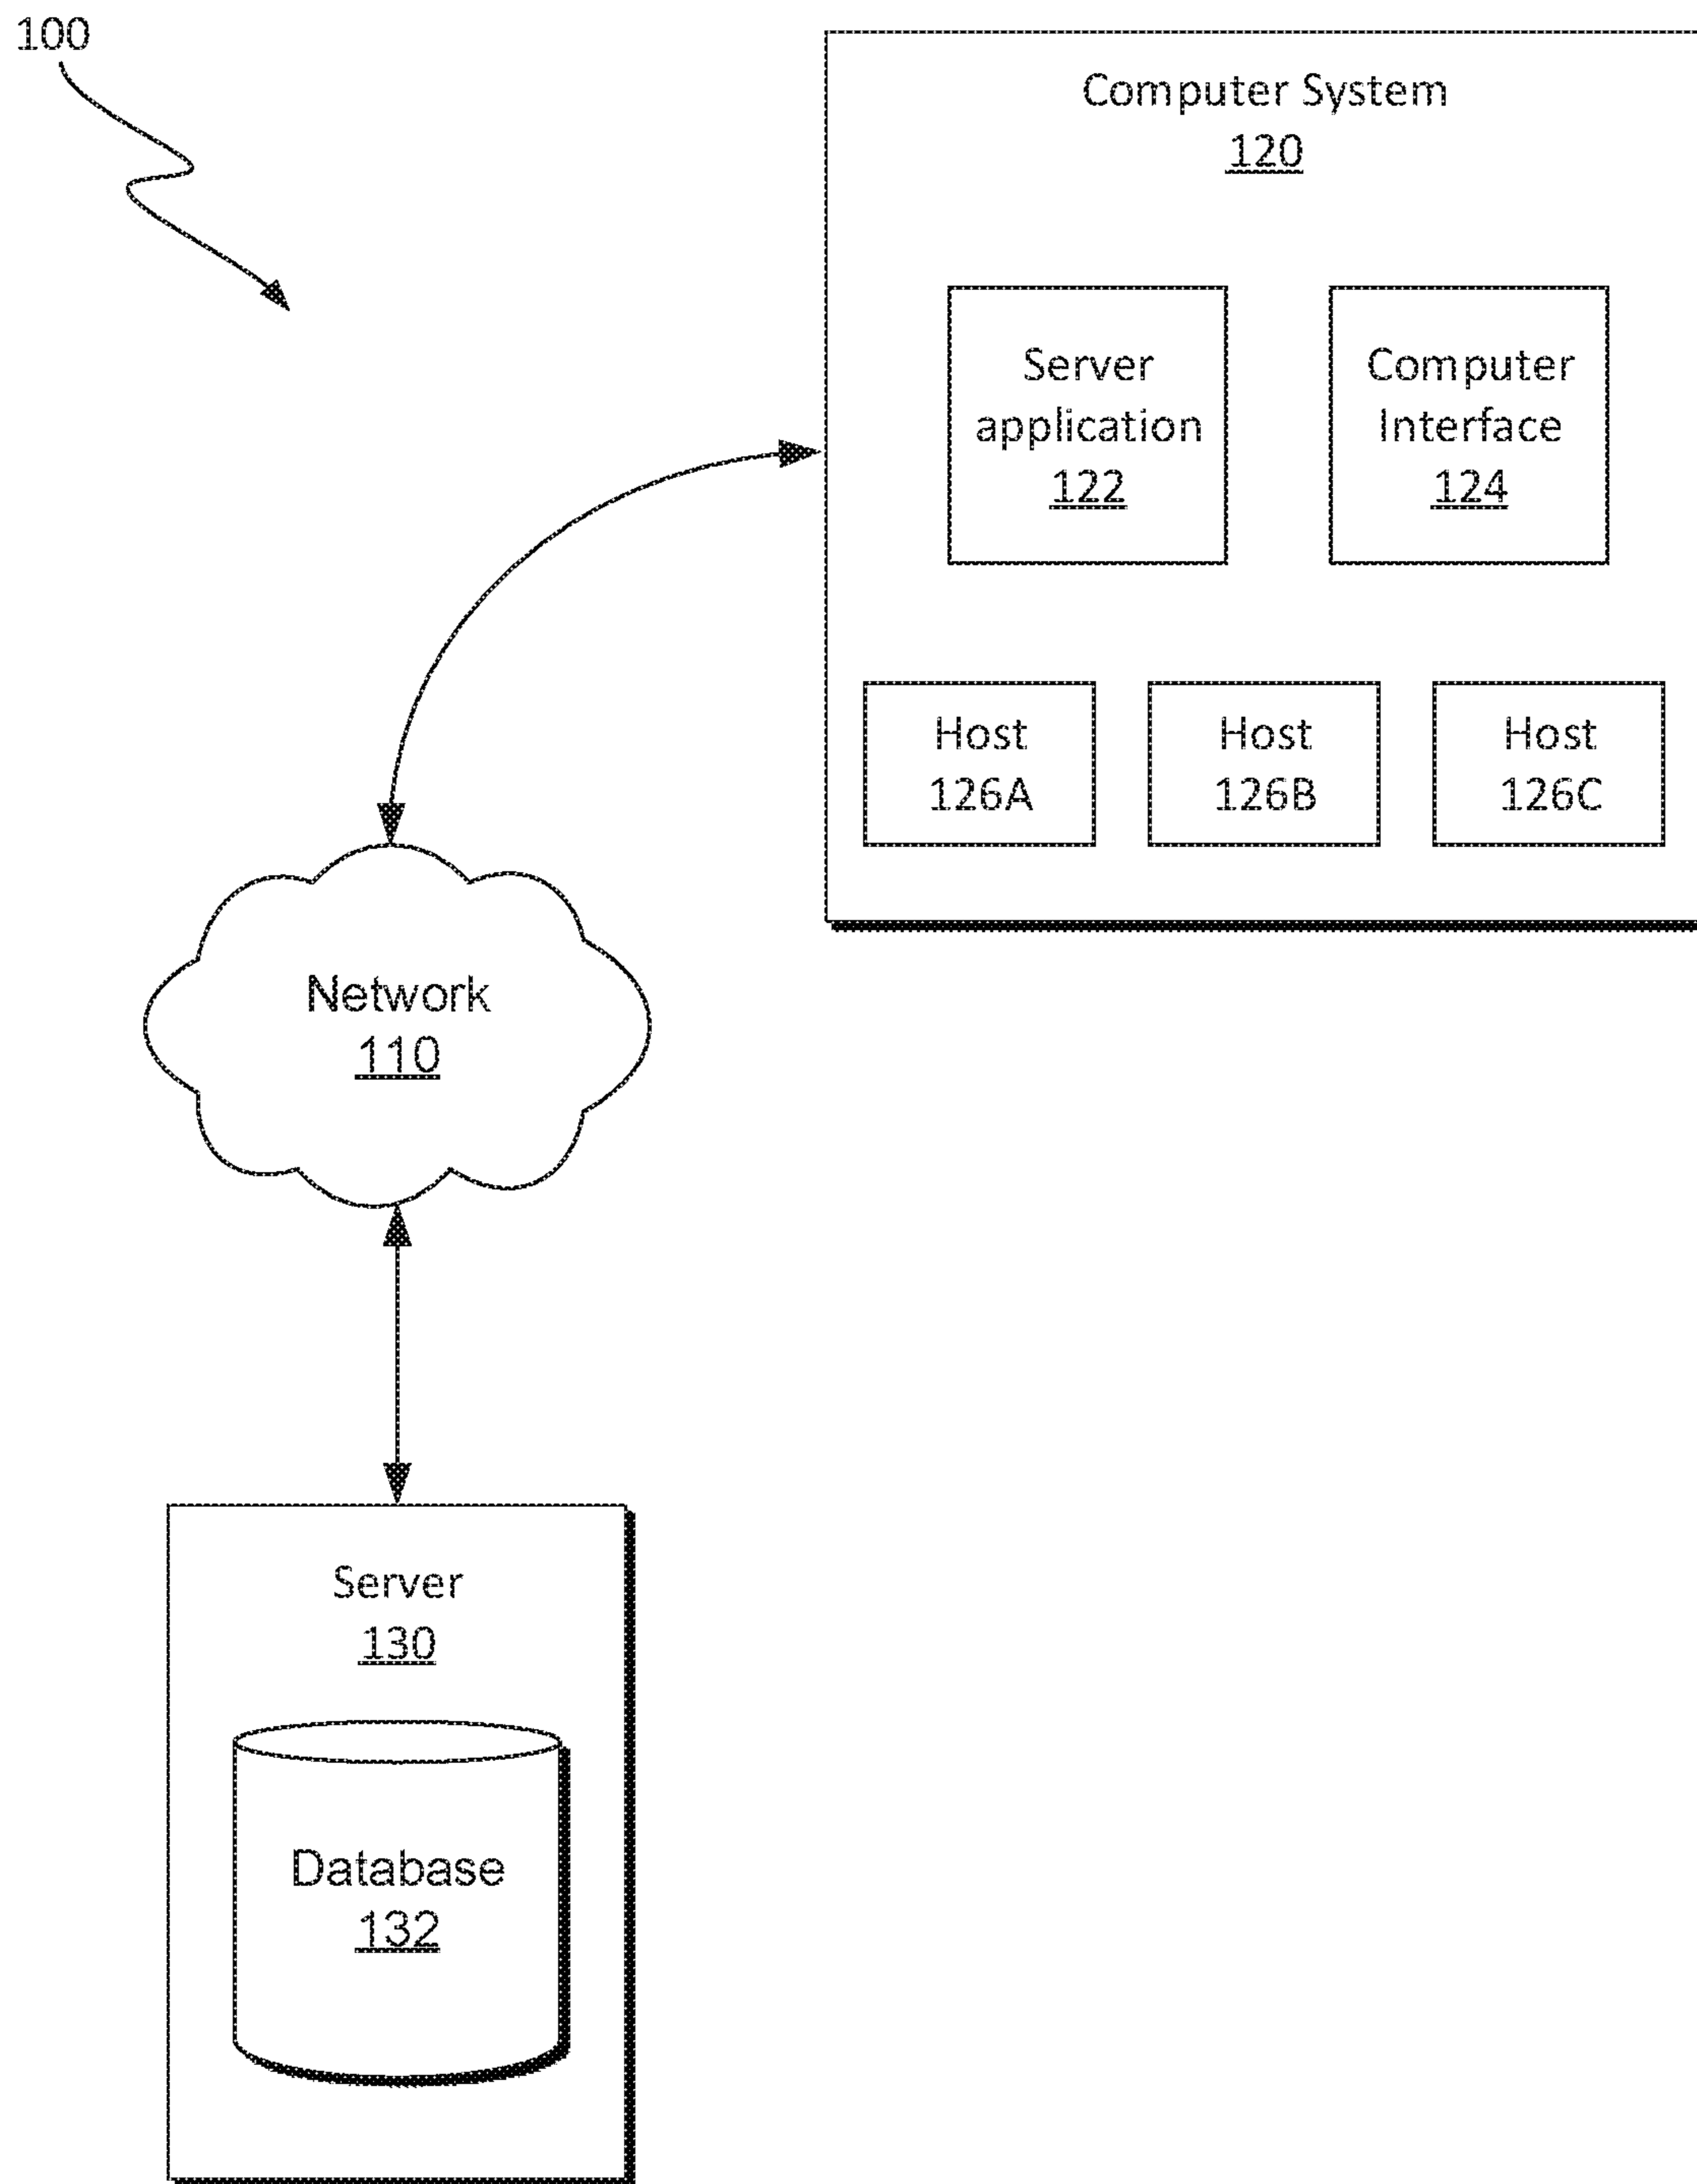 100
Computer System
120
Server
application
122
Computer
Interface
124
Host
126A
Host
126B
Host
126C
Network
110
Server
130
Database
132